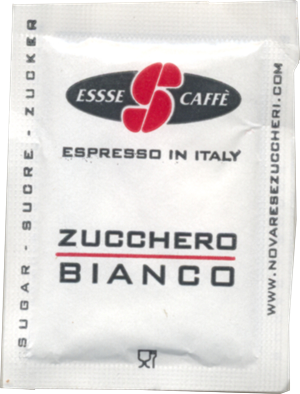 ESSSE CAFFÈ
ESPRESSO IN ITALY
ZUCCHERO
BIANCO
SUGAR - SUCRE - ZUCKER
WWW.NOVARESEZUCCHERI.COM